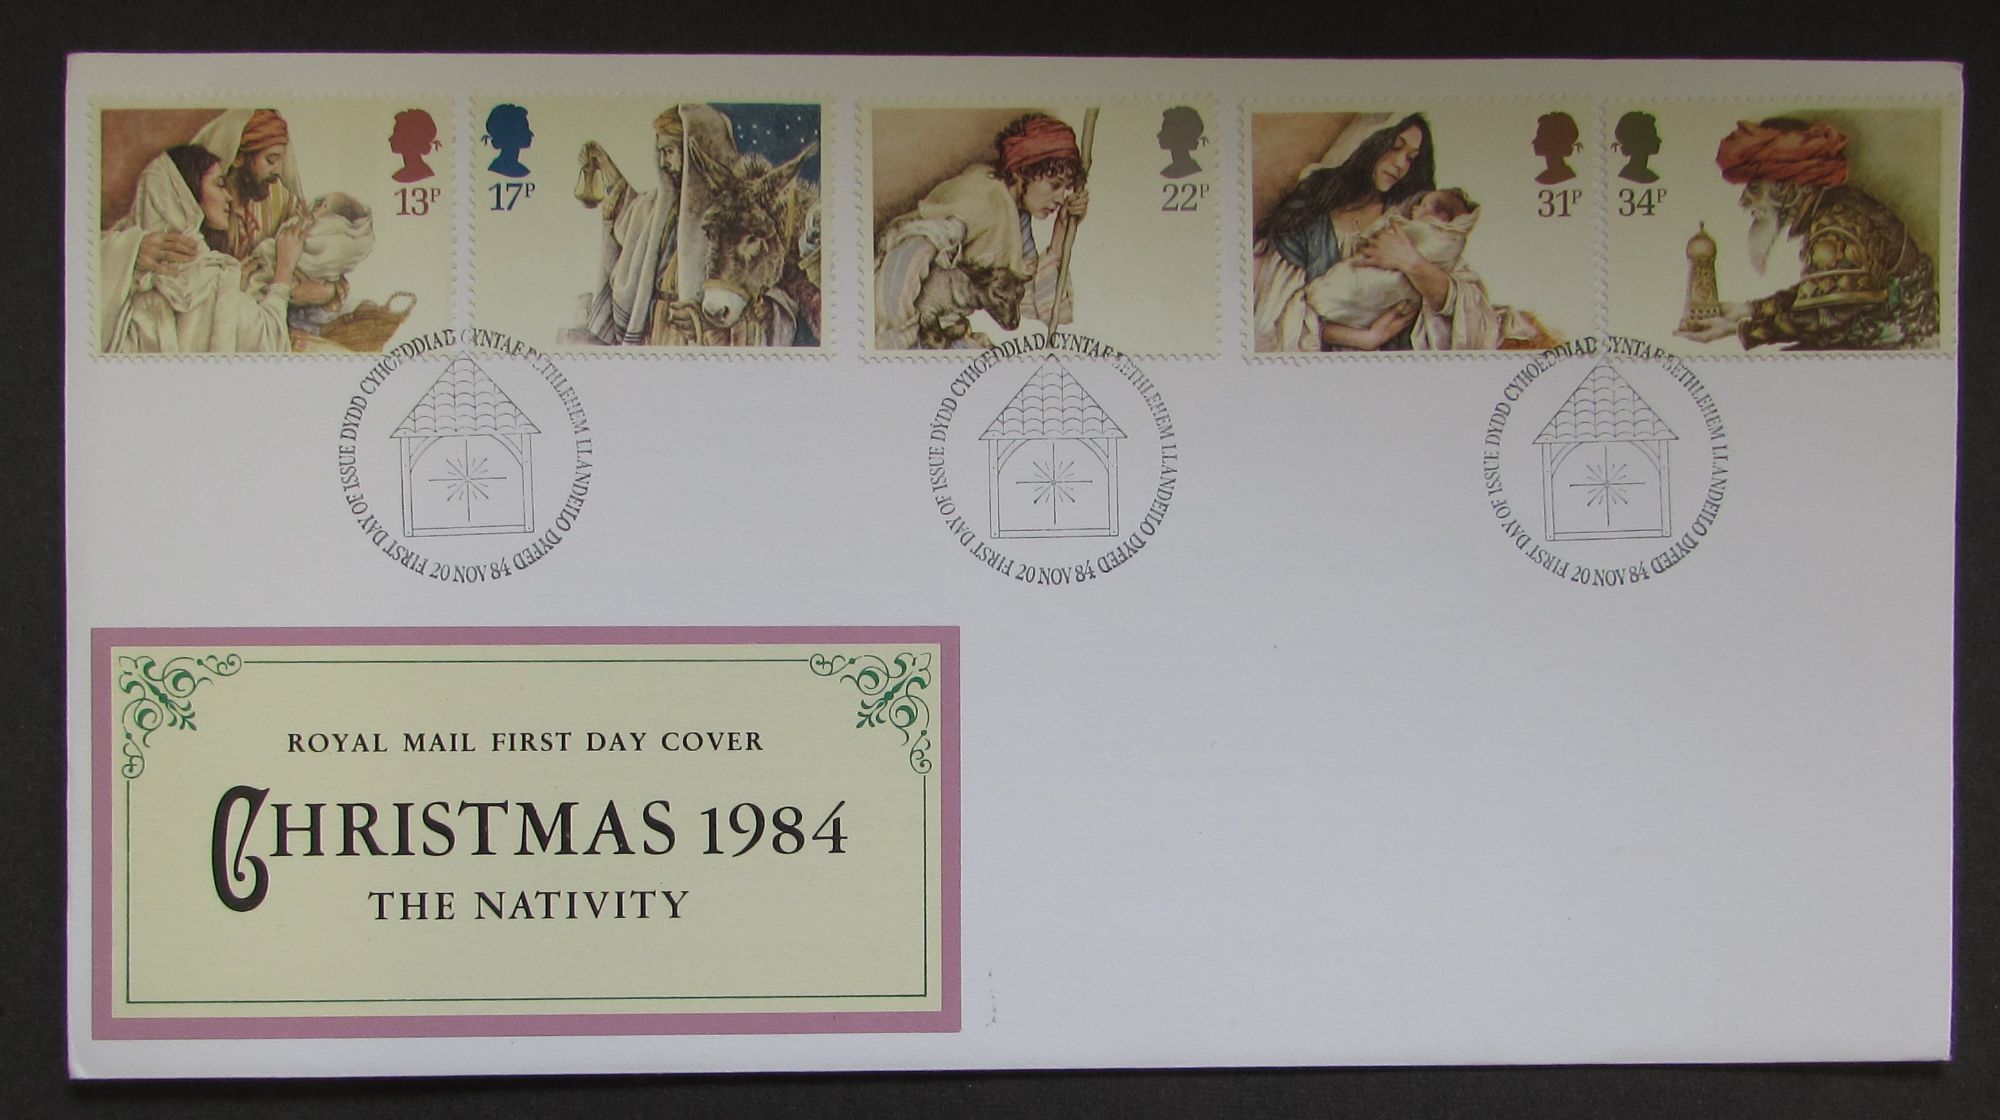 13P
17P
22P
31P
34P
FIRST DAY OF ISSUE DYDD CYHOEDDIAD CYNTAF BETHLEHEM LLANDEILO DYFED
20 NOV 84
FIRST DAY OF ISSUE DYDD CYHOEDDIAD CYNTAF BETHLEHEM LLANDEILO DYFED
20 NOV 84
FIRST DAY OF ISSUE DYDD CYHOEDDIAD CYNTAF BETHLEHEM LLANDEILO DYFED
20 NOV 84
ROYAL MAIL FIRST DAY COVER
CHRISTMAS 1984
THE NATIVITY